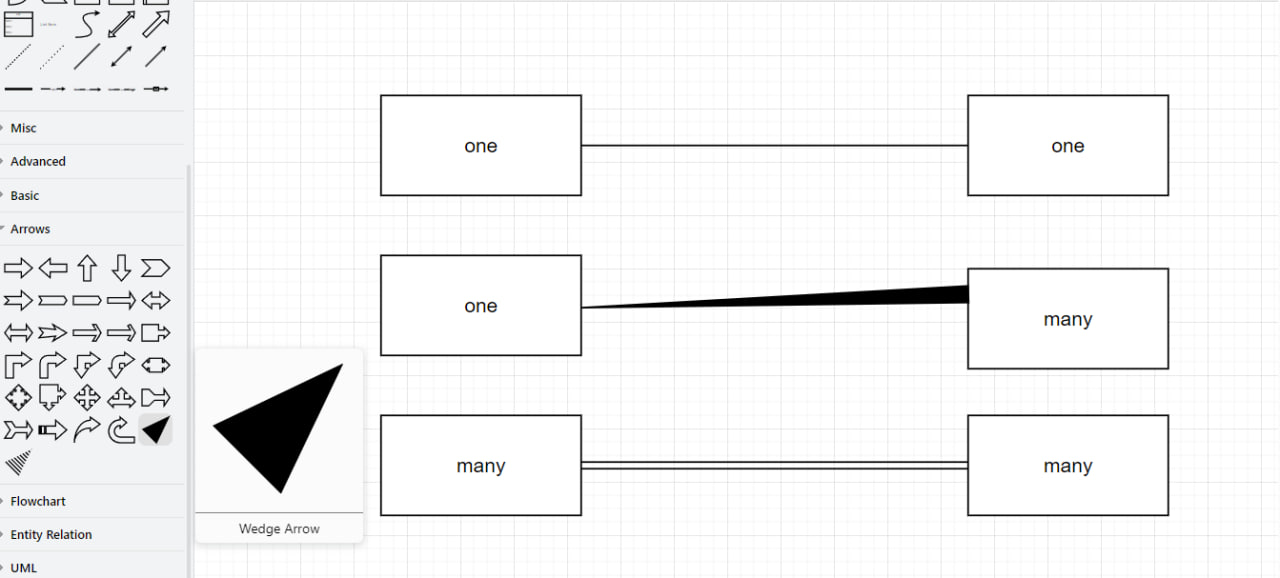 Misc
Advanced
Basic
Arrows
Flowchart
Entity Relation
UML
Wedge Arrow
one
one
one
many
many
many